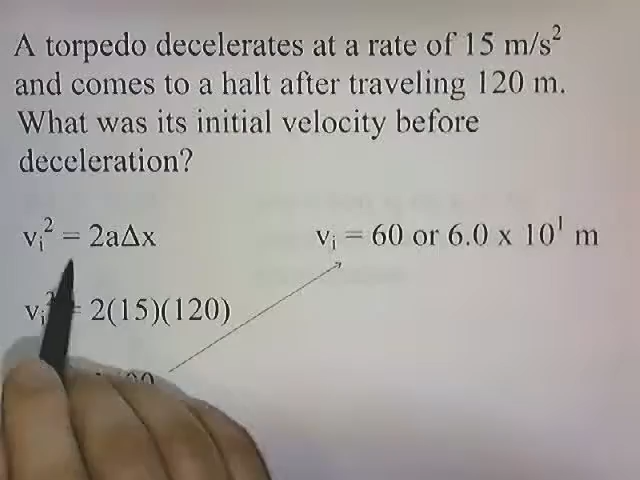 A torpedo decelerates at a rate of 15 m/s²
and comes to a halt after traveling 120 m.
What was its initial velocity before
deceleration?
vᵢ² = 2aΔx
vᵢ = 60 or 6.0 x 10¹ m
vᵢ² = 2(15)(120)